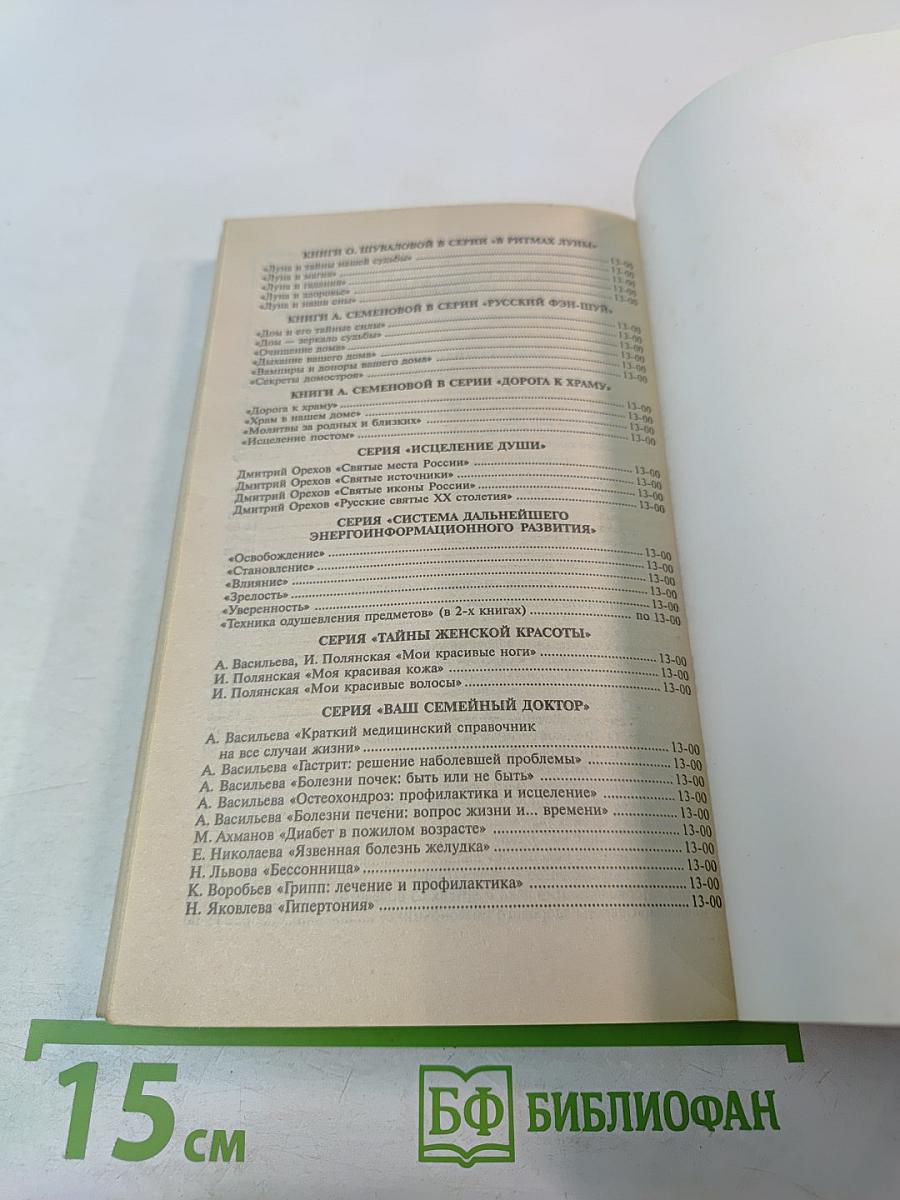 КНИГИ О. ШУВАЛОВОЙ В СЕРИИ «В РИТМАХ ЛУНЫ»
«Луна и тайны нашей судьбы» 13-00
«Луна и магия» 13-00
«Луна и гадания» 13-00
«Луна и здоровье» 13-00
«Луна и наши сны» 13-00
КНИГИ А. СЕМЕНОВОЙ В СЕРИИ «РУССКИЙ ФЭН-ШУЙ»
«Дом и его тайные силы» 13-00
«Дом — зеркало судьбы» 13-00
«Очищение дома» 13-00
«Дыхание вашего дома» 13-00
«Вампиры и доноры вашего дома» 13-00
«Секреты домостроя» 13-00
КНИГИ А. СЕМЕНОВОЙ В СЕРИИ «ДОРОГА К ХРАМУ»
«Дорога к храму» 13-00
«Храм в нашем доме» 13-00
«Молитвы за родных и близких» 13-00
«Исцеление постом» 13-00
СЕРИЯ «ИСЦЕЛЕНИЕ ДУШИ»
Дмитрий Орехов «Святые места России» 13-00
Дмитрий Орехов «Святые источники» 13-00
Дмитрий Орехов «Святые иконы России» 13-00
Дмитрий Орехов «Русские святые XX столетия» 13-00
СЕРИЯ «СИСТЕМА ДАЛЬНЕЙШЕГО
ЭНЕРГОИНФОРМАЦИОННОГО РАЗВИТИЯ»
«Освобождение» 13-00
«Становление» 13-00
«Влияние» 13-00
«Зрелость» 13-00
«Уверенность» 13-00
«Техника одушевления предметов» (в 2-х книгах) по 13-00
СЕРИЯ «ТАЙНЫ ЖЕНСКОЙ КРАСОТЫ»
А. Васильева, И. Полянская «Мои красивые ноги» 13-00
И. Полянская «Моя красивая кожа» 13-00
И. Полянская «Мои красивые волосы» 13-00
СЕРИЯ «ВАШ СЕМЕЙНЫЙ ДОКТОР»
А. Васильева «Краткий медицинский справочник
на все случаи жизни» 13-00
А. Васильева «Гастрит: решение наболевшей проблемы» 13-00
А. Васильева «Болезни почек: быть или не быть» 13-00
А. Васильева «Остеохондроз: профилактика и исцеление» 13-00
А. Васильева «Болезни печени: вопрос жизни и... времени» 13-00
М. Ахманов «Диабет в пожилом возрасте» 13-00
Е. Николаева «Язвенная болезнь желудка» 13-00
Н. Львова «Бессонница» 13-00
К. Воробьев «Грипп: лечение и профилактика» 13-00
Н. Яковлева «Гипертония» 13-00
15 см
БФ БИБЛИОФАН